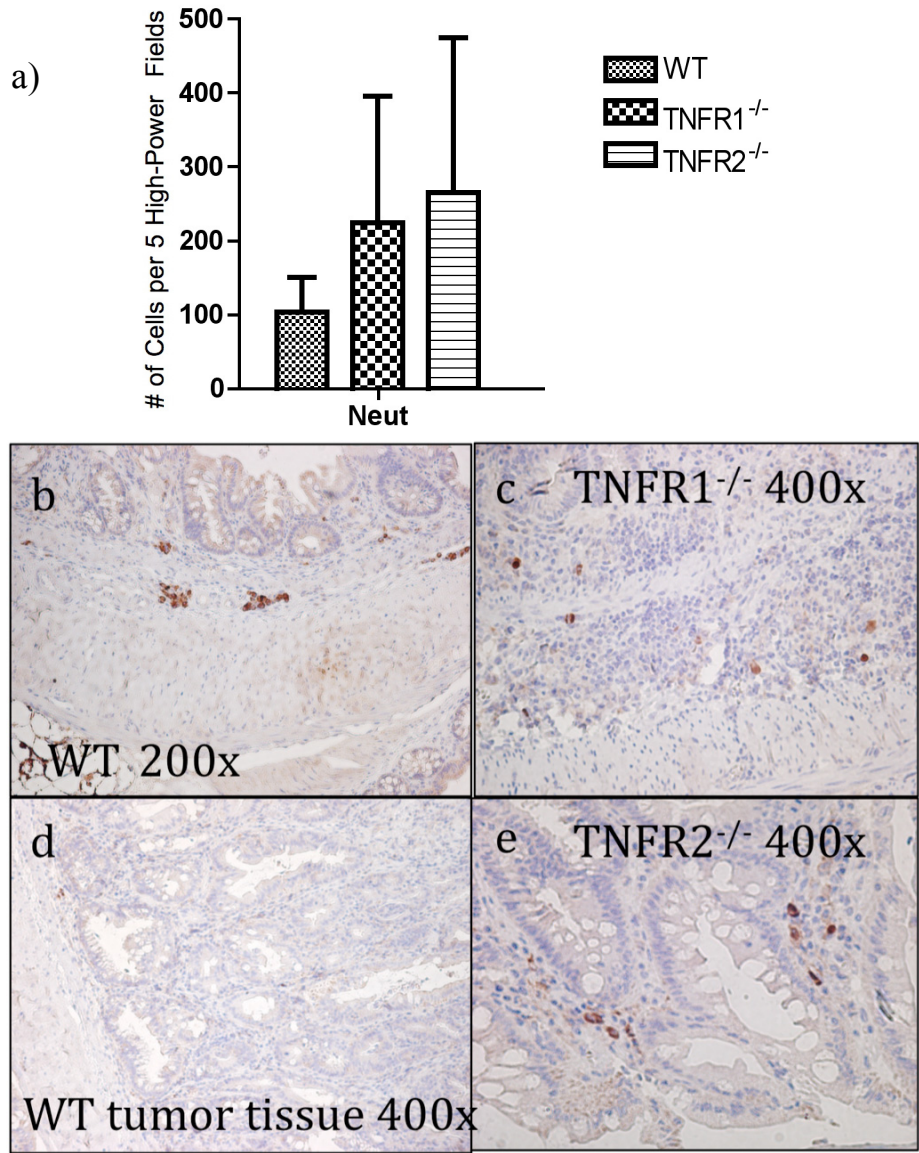 a)
# of Cells per 5 High-Power Fields
500
400
300
200
100
0
Neut
WT
TNFR1-/-
TNFR2-/-
b
WT 200x
c TNFR1-/- 400x
d
WT tumor tissue 400x
e TNFR2-/- 400x